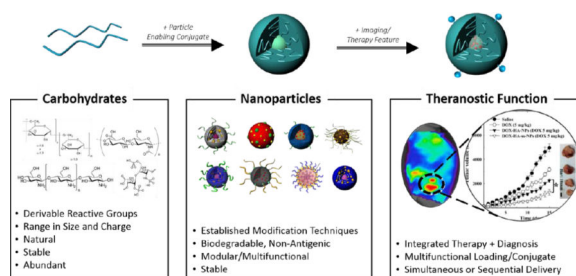 + Particle
Enabling Conjugate
+ Imaging/
Therapy Feature
Carbohydrates
• Derivable Reactive Groups
• Range in Size and Charge
• Natural
• Stable
• Abundant
Nanoparticles
• Established Modification Techniques
• Biodegradable, Non-Antigenic
• Modular/Multifunctional
• Stable
Theranostic Function
Saline
• Integrated Therapy + Diagnosis
• Multifunctional Loading/Conjugate
• Simultaneous or Sequential Delivery